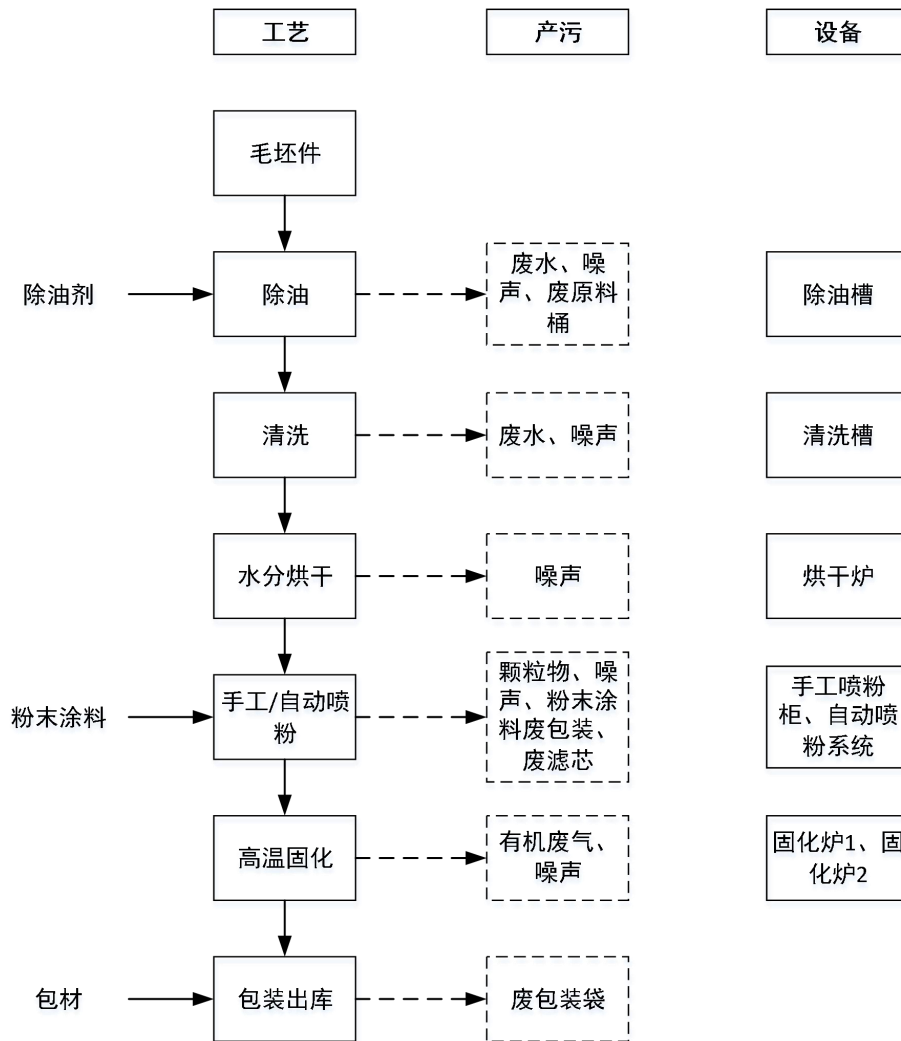 工艺
产污
设备
毛坯件
除油剂
除油
废水、噪
声、废原料
桶
除油槽
清洗
废水、噪声
清洗槽
水分烘干
噪声
烘干炉
粉末涂料
手工/自动喷
粉
颗粒物、噪
声、粉末涂
料废包装、
废滤芯
手工喷粉
柜、自动喷
粉系统
高温固化
有机废气、
噪声
固化炉1、固
化炉2
包材
包装出库
废包装袋